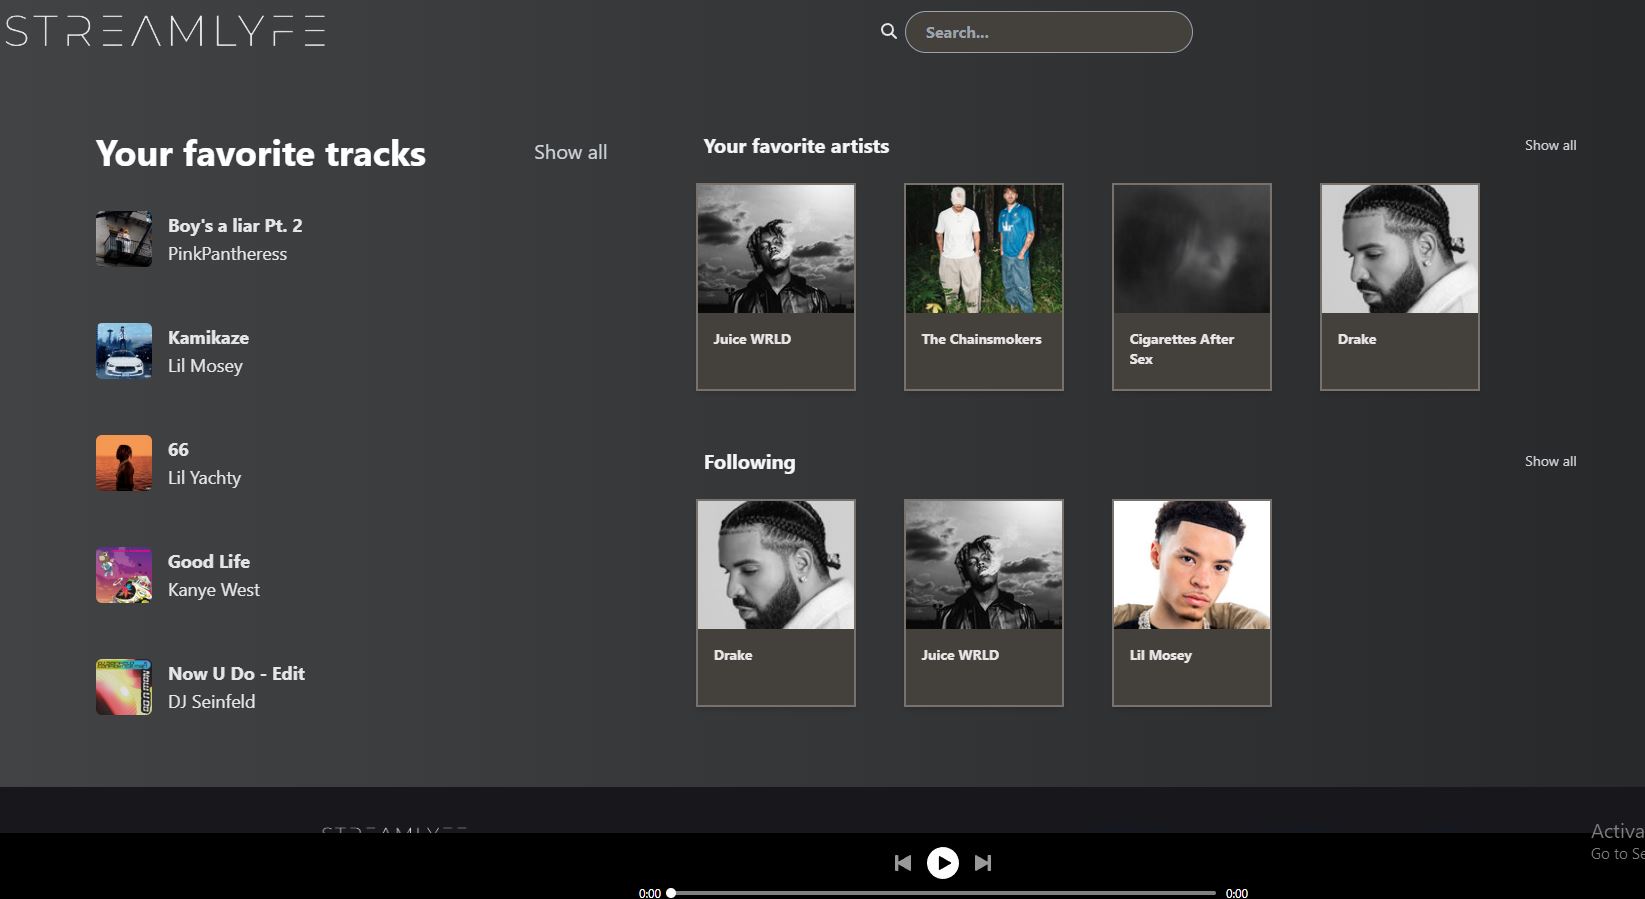 STREAMLYFE
Search...
Your favorite tracks
Show all
Boy's a liar Pt. 2
PinkPantheress
Kamikaze
Lil Mosey
66
Lil Yachty
Good Life
Kanye West
Now U Do - Edit
DJ Seinfeld
Your favorite artists
Show all
Juice WRLD
The Chainsmokers
Cigarettes After
Sex
Drake
Following
Show all
Drake
Juice WRLD
Lil Mosey
STREAMLYFE
Activa
Go to Se
0:00
0:00